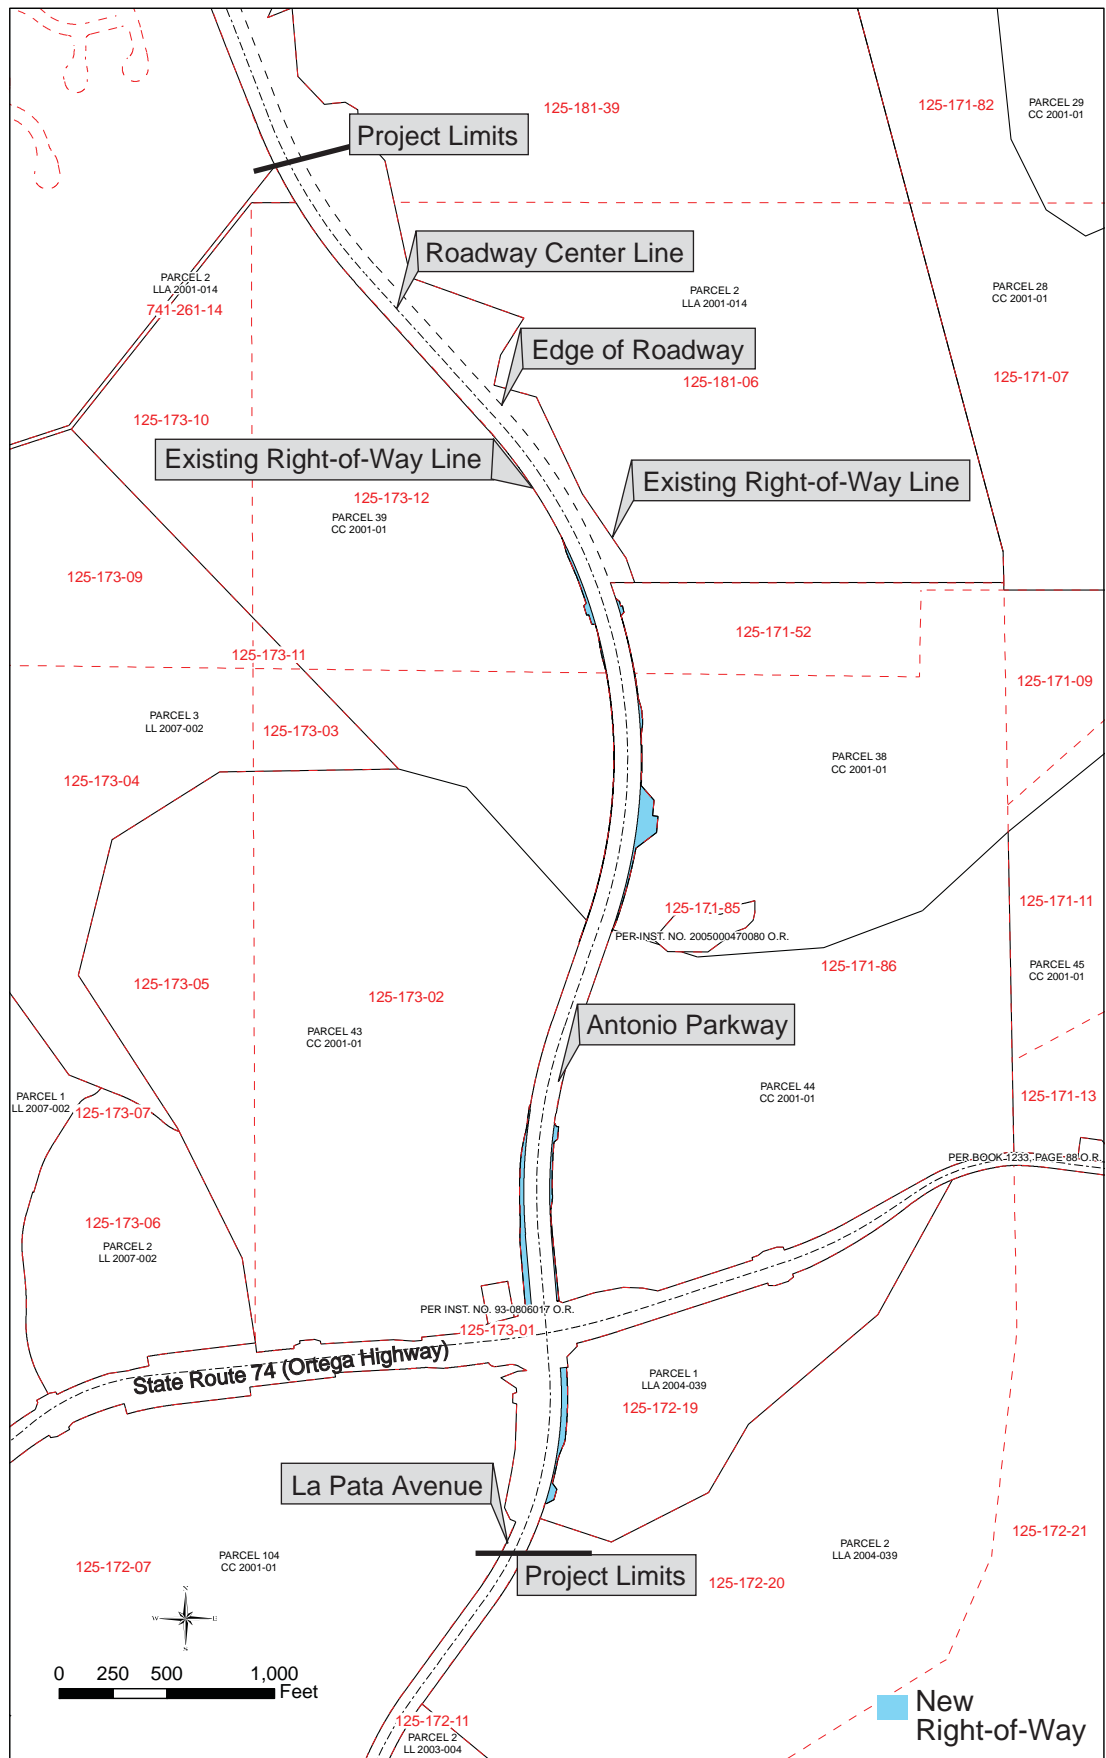 125-181-39
125-171-82
PARCEL 29
CC 2001-01
Project Limits
Roadway Center Line
PARCEL 2
LLA 2001-014
741-261-14
PARCEL 2
LLA 2001-014
PARCEL 28
CC 2001-01
Edge of Roadway
125-181-06
125-171-07
125-173-10
Existing Right-of-Way Line
Existing Right-of-Way Line
125-173-12
PARCEL 39
CC 2001-01
125-173-09
125-171-52
125-173-11
125-171-09
PARCEL 3
LL 2007-002
125-173-03
125-173-04
PARCEL 38
CC 2001-01
125-171-85
125-171-11
PER INST. NO. 2005000470080 O.R.
125-171-86
PARCEL 45
CC 2001-01
125-173-05
125-173-02
PARCEL 43
CC 2001-01
Antonio Parkway
PARCEL 44
CC 2001-01
PARCEL 1
LL 2007-002
125-173-07
125-171-13
PER BOOK 1233, PAGE 88 O.R.
125-173-06
PARCEL 2
LL 2007-002
PER INST. NO. 93-0806017 O.R.
125-173-01
State Route 74 (Ortega Highway)
PARCEL 1
LLA 2004-039
125-172-19
La Pata Avenue
125-172-21
PARCEL 2
LLA 2004-039
125-172-07
PARCEL 104
CC 2001-01
Project Limits
125-172-20
N
W E
S
0 250 500 1,000
Feet
New
Right-of-Way
125-172-11
PARCEL 2
LL 2003-004